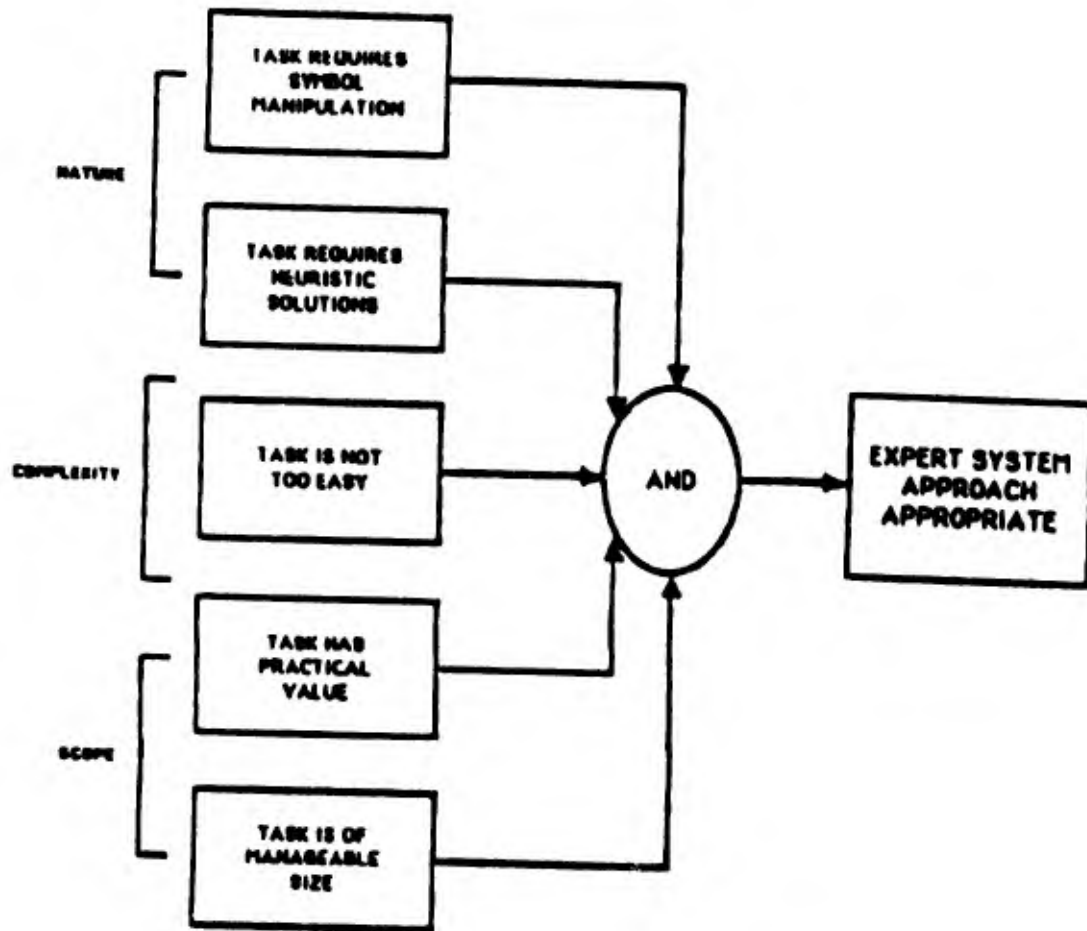 TASK REQUIRES
SYMBOL
MANIPULATION
NATURE
TASK REQUIRES
HEURISTIC
SOLUTIONS
COMPLEXITY
TASK IS NOT
TOO EASY
AND
EXPERT SYSTEM
APPROACH
APPROPRIATE
TASK HAS
PRACTICAL
VALUE
SCOPE
TASK IS OF
MANAGEABLE
SIZE